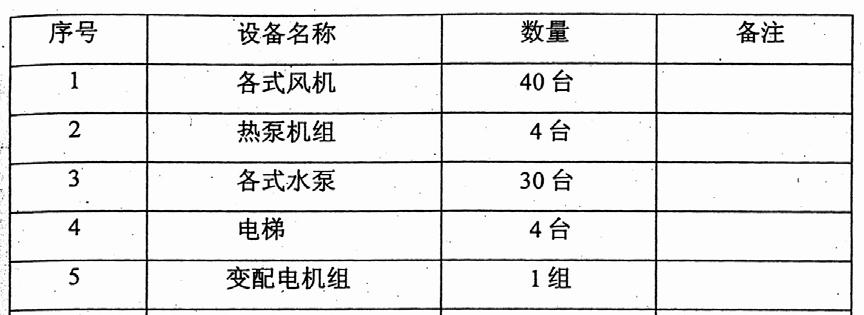 序号 设备名称 数量 备注
1 各式风机 40台
2 热泵机组 4台
3 各式水泵 30台
4 电梯 4台
5 变配电机组 1组